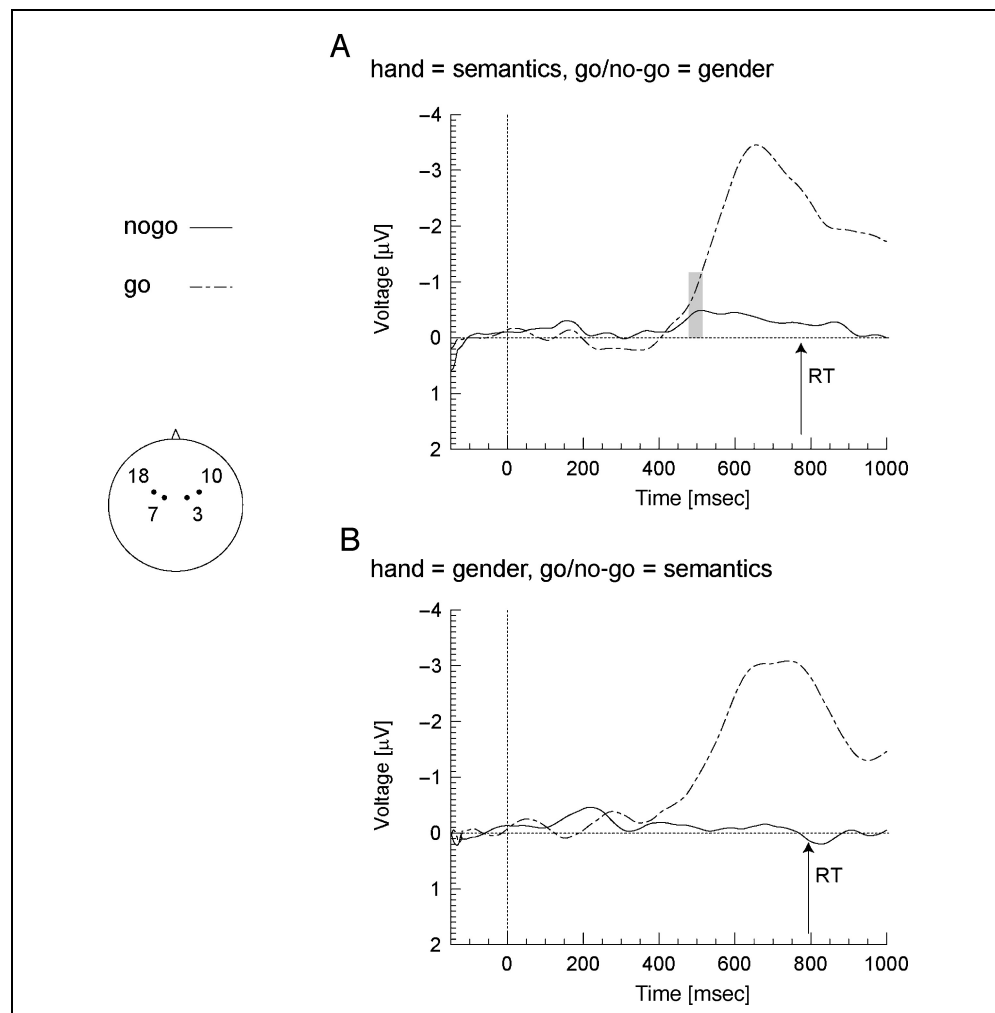 A
hand = semantics, go/no-go = gender
nogo
go
−4
−3
−2
−1
0
1
2
Voltage [μV]
RT
0 200 400 600 800 1000
Time [msec]
18 10
7 3
B
hand = gender, go/no-go = semantics
−4
−3
−2
−1
0
1
2
Voltage [μV]
RT
0 200 400 600 800 1000
Time [msec]